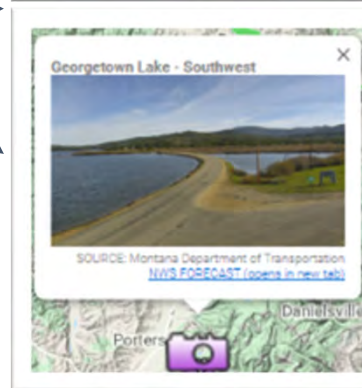 Georgetown Lake - Southwest
SOURCE: Montana Department of Transportation
NWS FORECAST (opens in new tab)
Danielsville
Porters